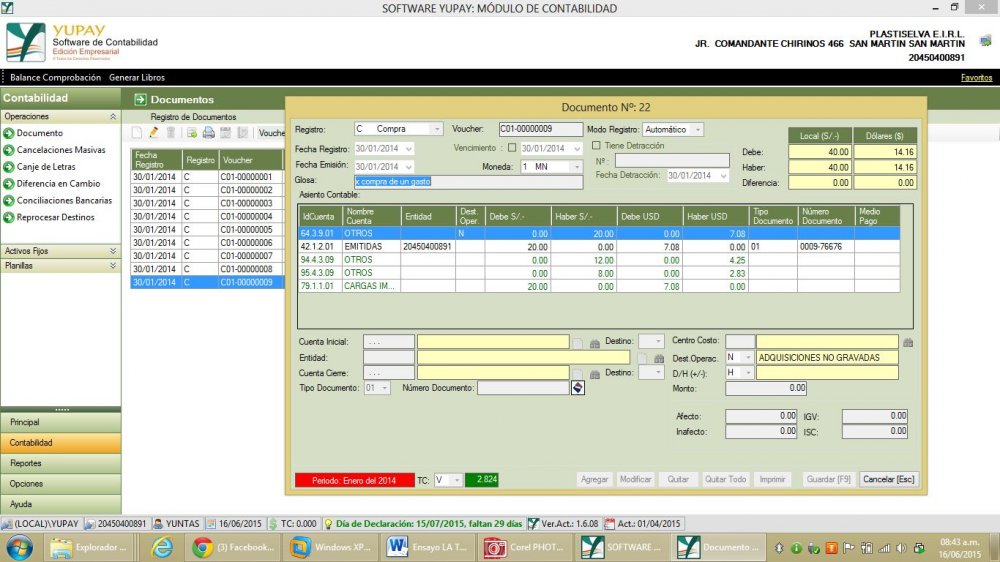 SOFTWARE YUPAY: MÓDULO DE CONTABILIDAD
YUPAY
Software de Contabilidad
Edición Empresarial
PLASTISELVA E.I.R.L.
JR. COMANDANTE CHIRINOS 466 SAN MARTIN SAN MARTIN
20450400891
Balance Comprobación Generar Libros Favoritos
Contabilidad
Operaciones
Documento
Cancelaciones Masivas
Canje de Letras
Diferencia en Cambio
Conciliaciones Bancarias
Reprocesar Destinos
Activos Fijos
Planillas
Principal
Contabilidad
Reportes
Opciones
Ayuda
Documentos
Registro de Documentos
Vouche
Fecha Registro Registro Voucher
30/01/2014 C C01-00000001
30/01/2014 C C01-00000002
30/01/2014 C C01-00000003
30/01/2014 C C01-00000004
30/01/2014 C C01-00000005
30/01/2014 C C01-00000006
30/01/2014 C C01-00000007
30/01/2014 C C01-00000008
30/01/2014 C C01-00000009
Documento Nº: 22
Registro: C Compra Voucher: C01-00000009 Modo Registro: Automático
Fecha Registro: 30/01/2014 Vencimiento : 30/01/2014 Tiene Detracción
Fecha Emisión: 30/01/2014 Moneda: 1 MN Nº :
Glosa: x compra de un gasto Fecha Detracción: 30/01/2014
Local (S/.-) Dólares ($)
Debe: 40.00 14.16
Haber: 40.00 14.16
Diferencia: 0.00 0.00
Asiento Contable:
IdCuenta Nombre Cuenta Entidad Dest. Oper. Debe S/.- Haber S/.- Debe USD Haber USD Tipo Documento Número Documento Medio Pago
64.3.9.01 OTROS N 0.00 20.00 0.00 7.08
42.1.2.01 EMITIDAS 20450400891 20.00 0.00 7.08 0.00 01 0009-76676
94.4.3.09 OTROS 0.00 12.00 0.00 4.25
95.4.3.09 OTROS 0.00 8.00 0.00 2.83
79.1.1.01 CARGAS IM... 20.00 0.00 7.08 0.00
Cuenta Inicial: . . . Destino: Centro Costo:
Entidad: Dest.Operac. N ADQUISICIONES NO GRAVADAS
Cuenta Cierre: . . . Destino: D/H (+/-): H
Tipo Documento: 01 Número Documento: Monto: 0.00
Afecto: 0.00 IGV: 0.00
Inafecto: 0.00 ISC: 0.00
Periodo: Enero del 2014 TC: V 2.824
Agregar Modificar Quitar Quitar Todo Imprimir Guardar [F9] Cancelar [Esc]
(LOCAL)\YUPAY 20450400891 YUNTAS 16/06/2015 TC: 0.000 Día de Declaración: 15/07/2015, faltan 29 días Ver.Act.: 1.6.08 Act.: 01/04/2015
Explorador ... (3) Facebook... Windows XP... Ensayo LA T... Corel PHOT... SOFTWARE ... Documento ...
08:43 a.m.
16/06/2015